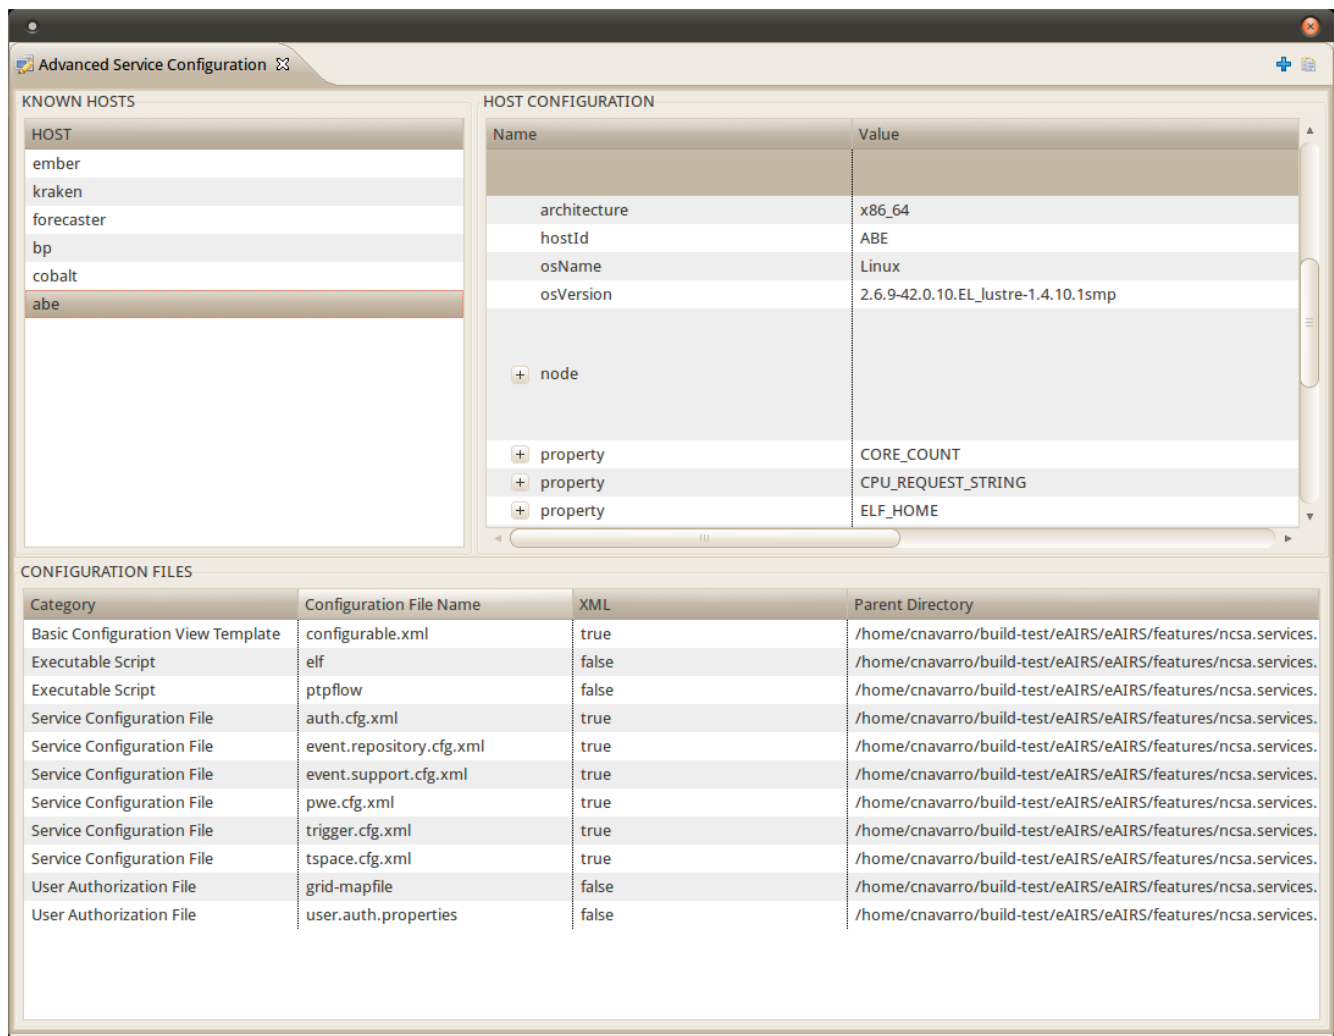 Advanced Service Configuration
KNOWN HOSTS
HOST
ember
kraken
forecaster
bp
cobalt
abe
HOST CONFIGURATION
Name Value
architecture x86_64
hostId ABE
osName Linux
osVersion 2.6.9-42.0.10.EL_lustre-1.4.10.1smp
node
property CORE_COUNT
property CPU_REQUEST_STRING
property ELF_HOME
CONFIGURATION FILES
Category Configuration File Name XML Parent Directory
Basic Configuration View Template configurable.xml true /home/cnavarro/build-test/eAIRS/eAIRS/features/ncsa.services.
Executable Script elf false /home/cnavarro/build-test/eAIRS/eAIRS/features/ncsa.services.
Executable Script ptpflow false /home/cnavarro/build-test/eAIRS/eAIRS/features/ncsa.services.
Service Configuration File auth.cfg.xml true /home/cnavarro/build-test/eAIRS/eAIRS/features/ncsa.services.
Service Configuration File event.repository.cfg.xml true /home/cnavarro/build-test/eAIRS/eAIRS/features/ncsa.services.
Service Configuration File event.support.cfg.xml true /home/cnavarro/build-test/eAIRS/eAIRS/features/ncsa.services.
Service Configuration File pwe.cfg.xml true /home/cnavarro/build-test/eAIRS/eAIRS/features/ncsa.services.
Service Configuration File trigger.cfg.xml true /home/cnavarro/build-test/eAIRS/eAIRS/features/ncsa.services.
Service Configuration File tspace.cfg.xml true /home/cnavarro/build-test/eAIRS/eAIRS/features/ncsa.services.
User Authorization File grid-mapfile false /home/cnavarro/build-test/eAIRS/eAIRS/features/ncsa.services.
User Authorization File user.auth.properties false /home/cnavarro/build-test/eAIRS/eAIRS/features/ncsa.services.